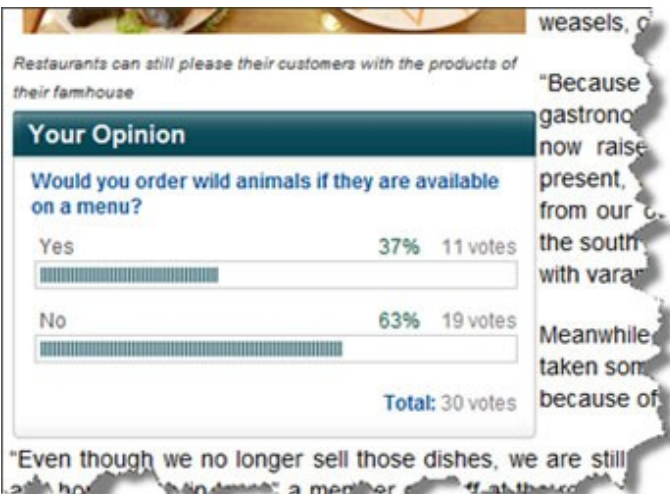 weasels,
Restaurants can still please their customers with the products of
their farmhouse
"Because
gastrono
now raise
present,
from our
the south
with varan
Meanwhile,
taken som
because of
Your Opinion
Would you order wild animals if they are available
on a menu?
Yes 37% 11 votes
No 63% 19 votes
Total: 30 votes
"Even though we no longer sell those dishes, we are still